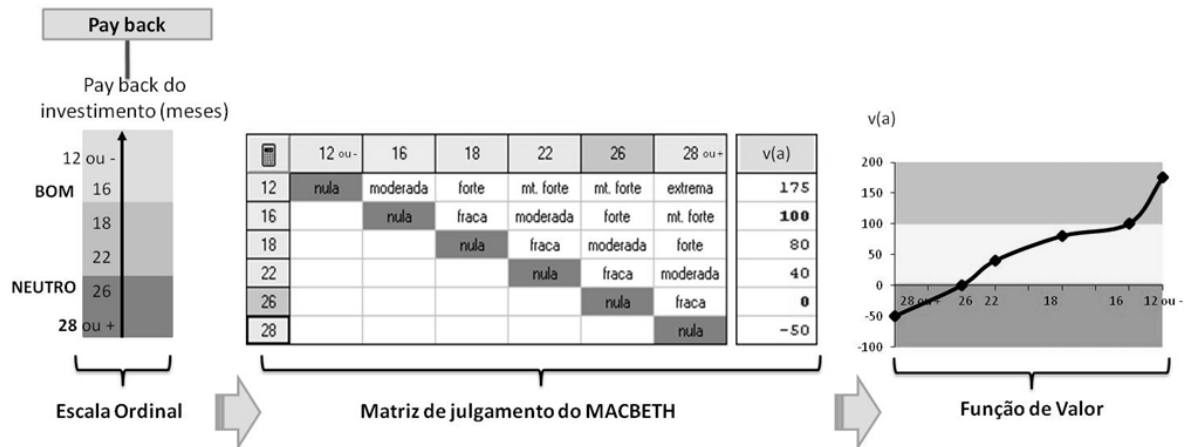 Pay back
Pay back do
investimento (meses)
12 ou -
BOM 16
18
22
NEUTRO 26
28 ou +
Escala Ordinal
12 ou - 16 18 22 26 28 ou+ v(a)
12 nula moderada forte mt. forte mt. forte extrema 175
16 nula fraca moderada forte mt. forte 100
18 nula fraca moderada forte 80
22 nula fraca moderada 40
26 nula fraca 0
28 nula -50
Matriz de julgamento do MACBETH
v(a)
200
150
100
50
0
28 ou + 26 22 18 16 12 ou -
-50
-100
Função de Valor